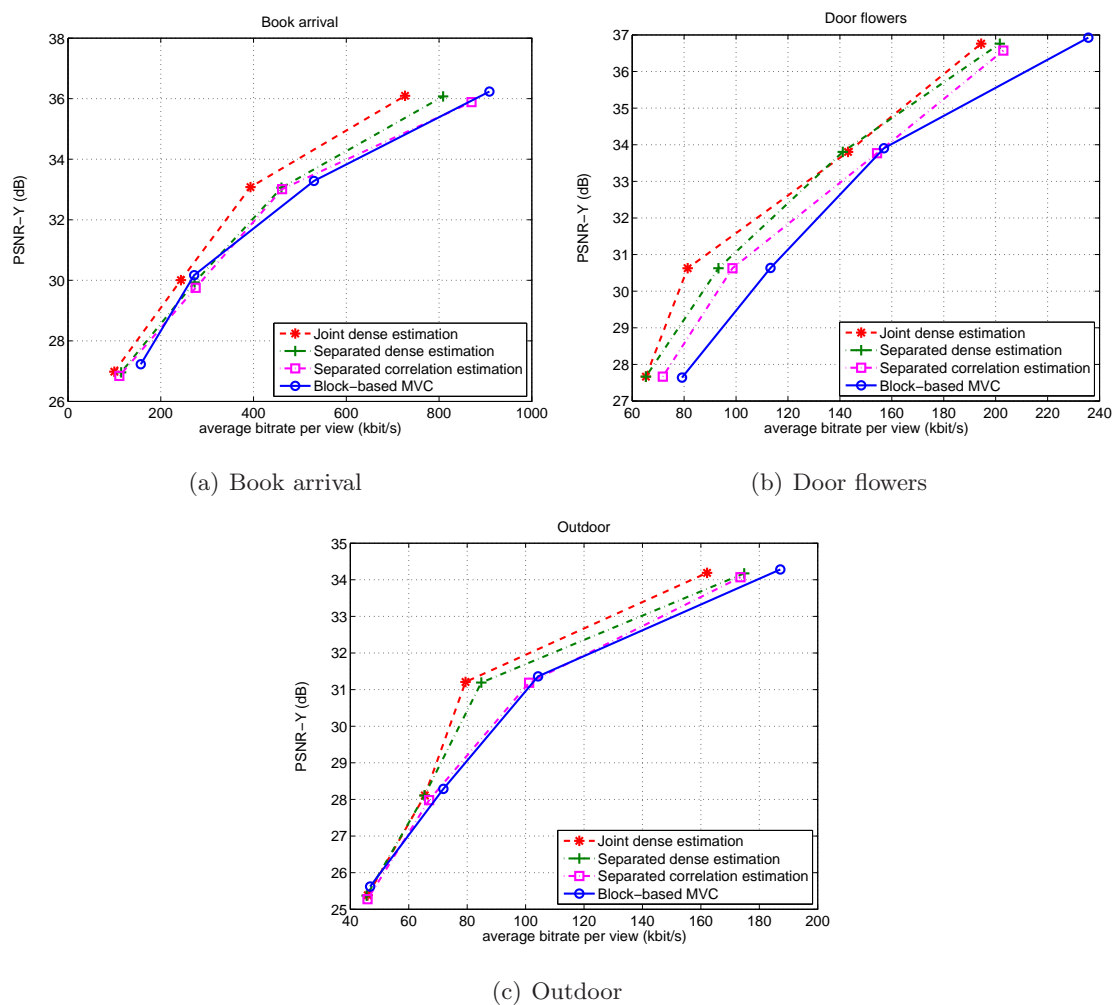 Book arrival
38
36
34
32
30
28
26
PSNR−Y (dB)
0 200 400 600 800 1000
average bitrate per view (kbit/s)
Joint dense estimation
Separated dense estimation
Separated correlation estimation
Block−based MVC
(a) Book arrival
Door flowers
37
36
35
34
33
32
31
30
29
28
27
PSNR−Y (dB)
60 80 100 120 140 160 180 200 220 240
average bitrate per view (kbit/s)
Joint dense estimation
Separated dense estimation
Separated correlation estimation
Block−based MVC
(b) Door flowers
Outdoor
35
34
33
32
31
30
29
28
27
26
25
PSNR−Y (dB)
40 60 80 100 120 140 160 180 200
average bitrate per view (kbit/s)
Joint dense estimation
Separated dense estimation
Separated correlation estimation
Block−based MVC
(c) Outdoor